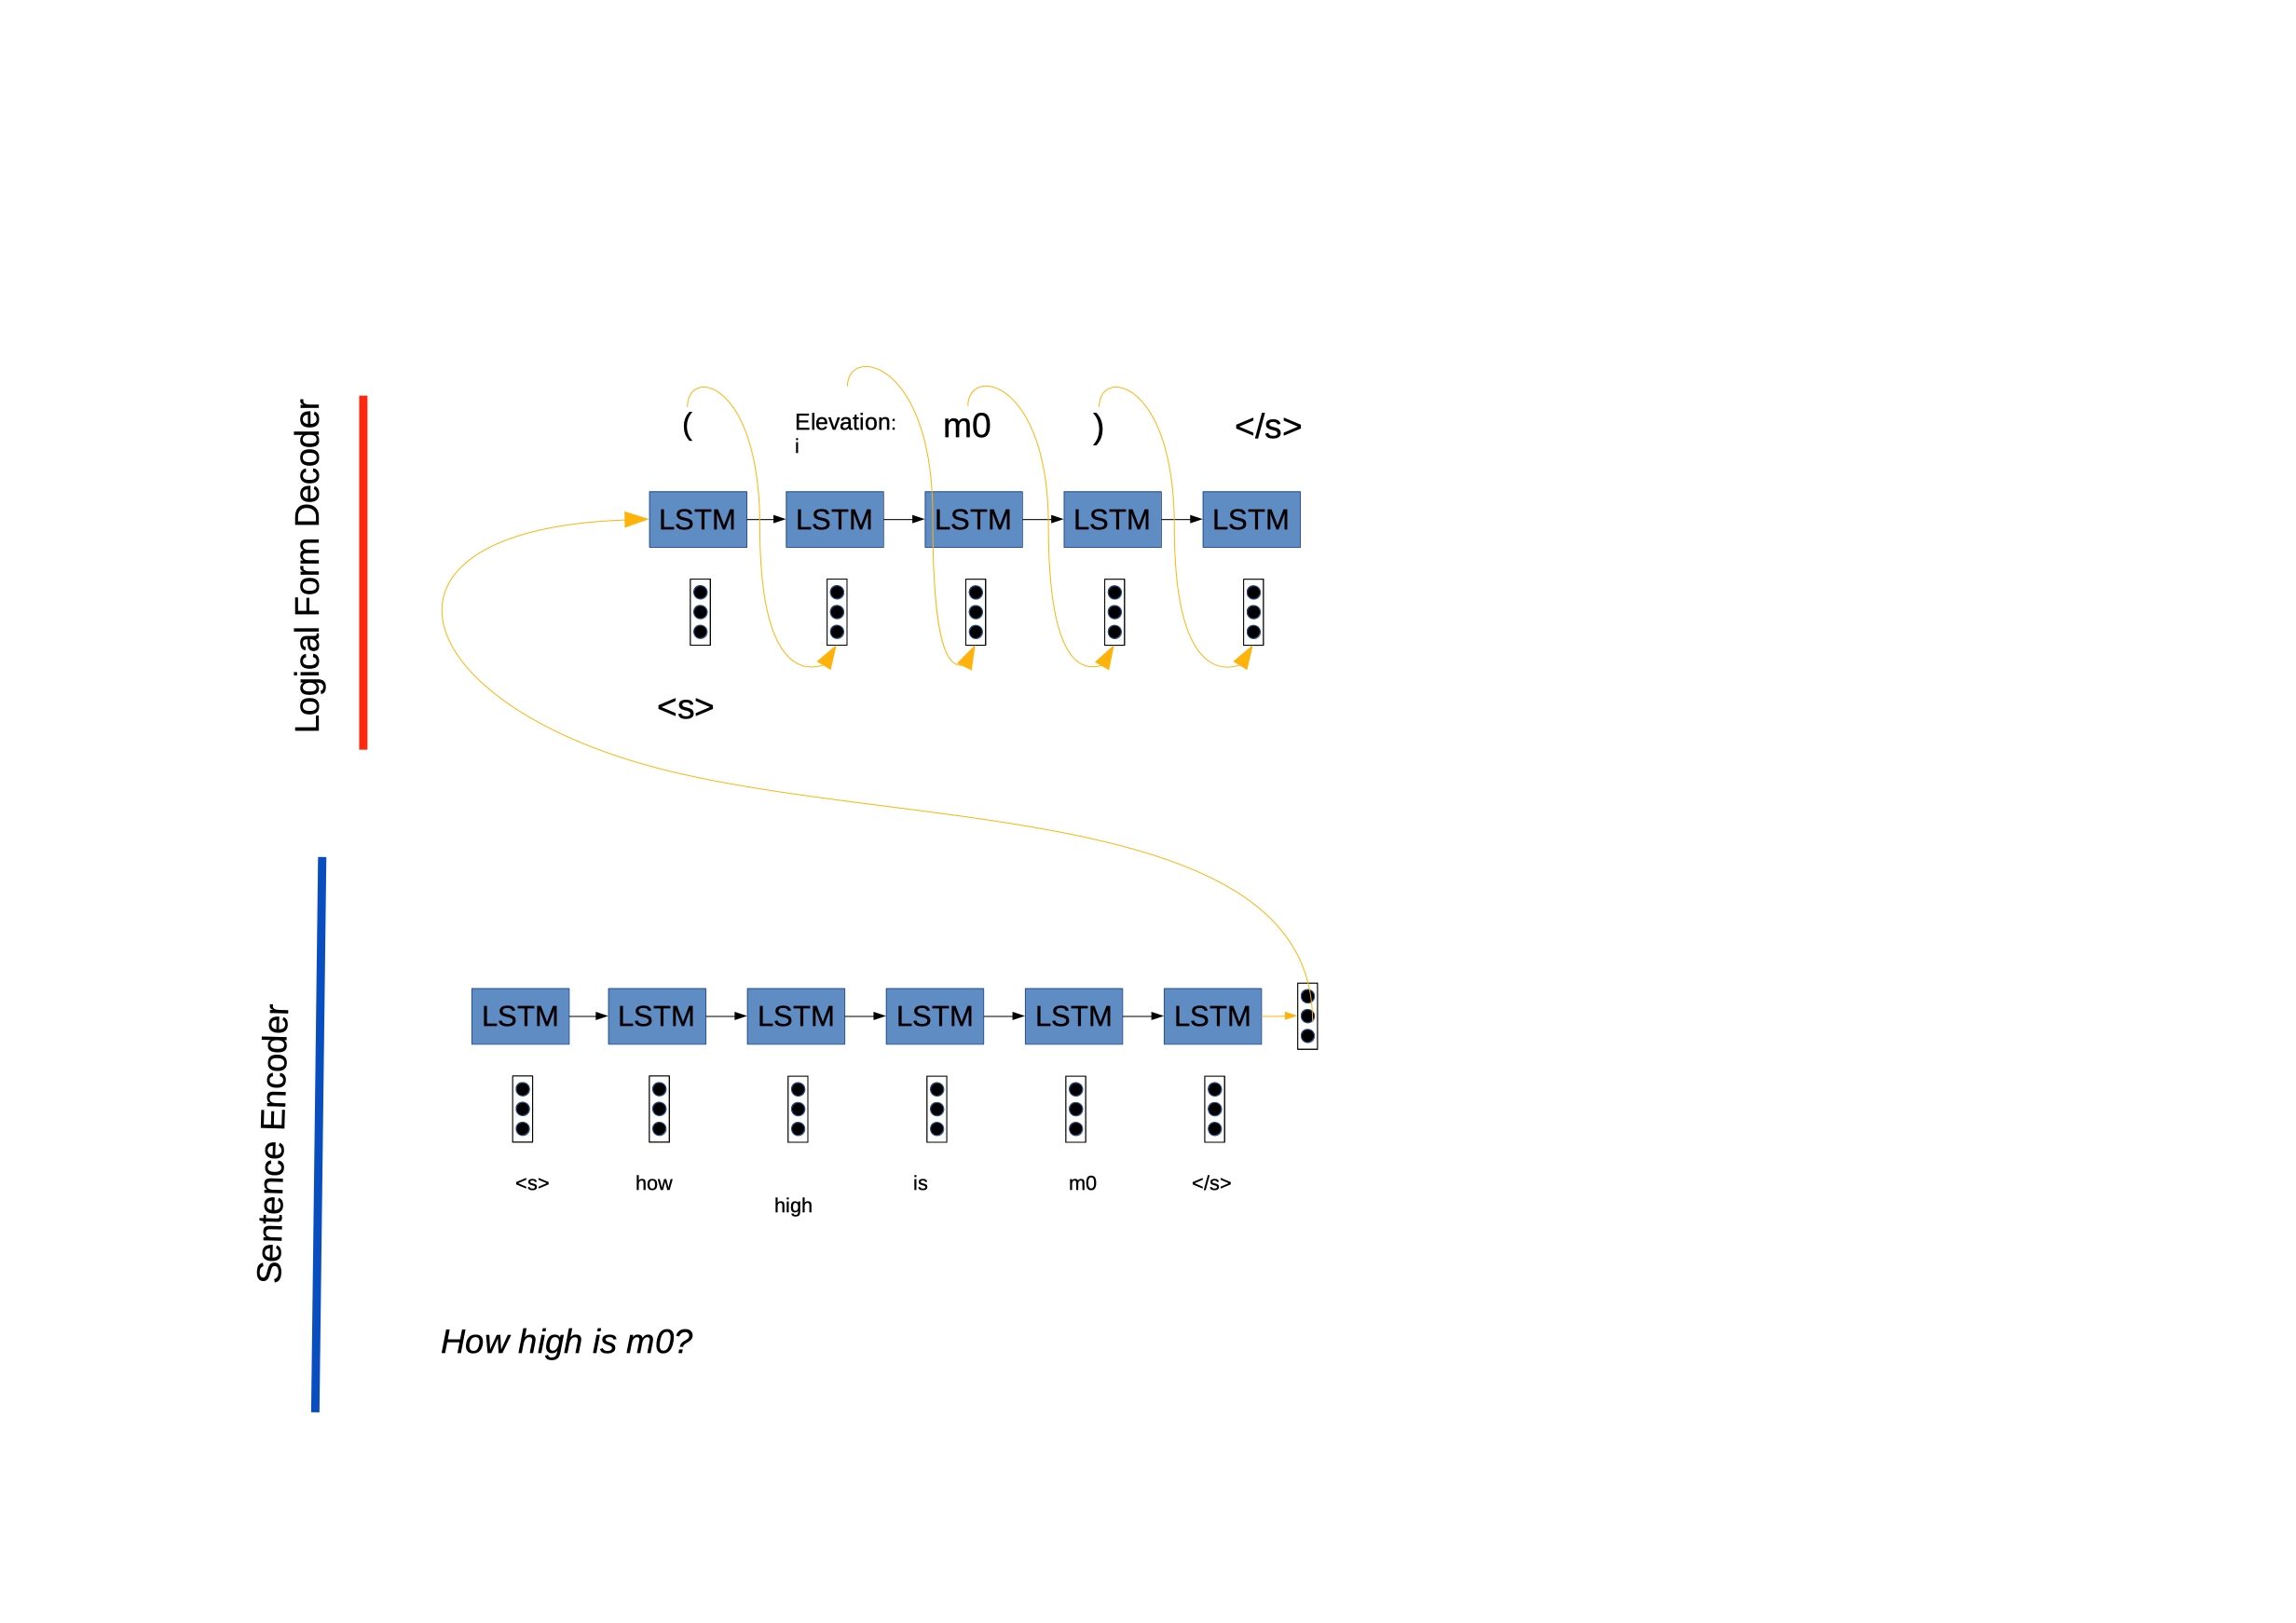 Logical Form Decoder
( Elevation: m0 ) </s>
i
LSTM LSTM LSTM LSTM LSTM
<s>
Sentence Encoder
LSTM LSTM LSTM LSTM LSTM LSTM
<s> how high is m0 </s>
How high is m0?